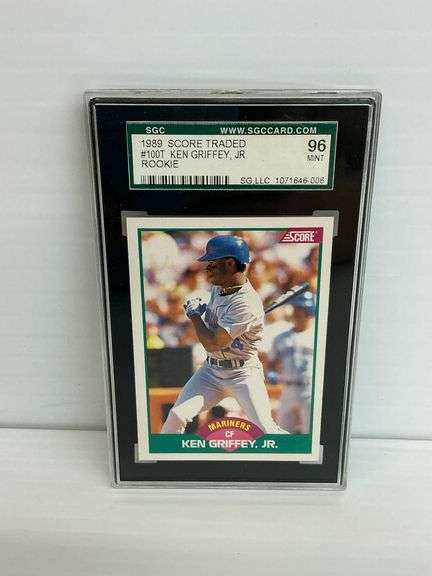 SGC WWW.SGCCARD.COM
1989 SCORE TRADED 96
#100T KEN GRIFFEY, JR. MINT
ROOKIE
SG,LLC 1071646-006
SCORE
24
MARINERS
CF
KEN GRIFFEY, JR.